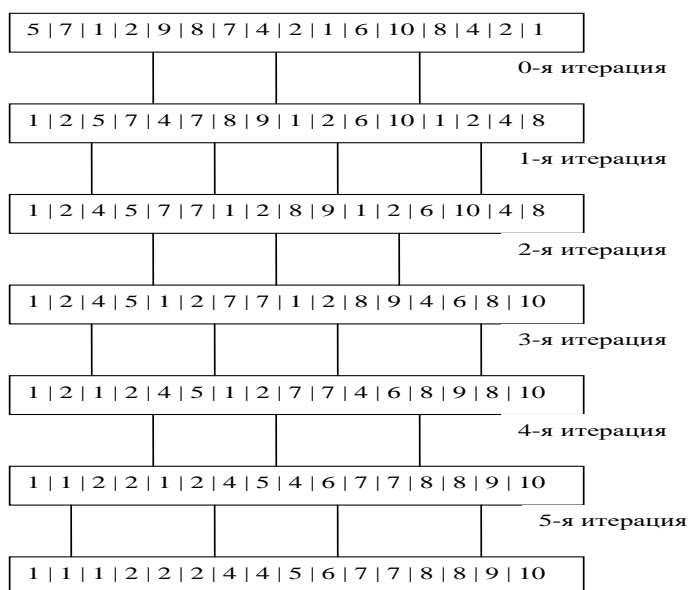 5 | 7 | 1 | 2 | 9 | 8 | 7 | 4 | 2 | 1 | 6 | 10 | 8 | 4 | 2 | 1
0-я итерация
1 | 2 | 5 | 7 | 4 | 7 | 8 | 9 | 1 | 2 | 6 | 10 | 1 | 2 | 4 | 8
1-я итерация
1 | 2 | 4 | 5 | 7 | 7 | 1 | 2 | 8 | 9 | 1 | 2 | 6 | 10 | 4 | 8
2-я итерация
1 | 2 | 4 | 5 | 1 | 2 | 7 | 7 | 1 | 2 | 8 | 9 | 4 | 6 | 8 | 10
3-я итерация
1 | 2 | 1 | 2 | 4 | 5 | 1 | 2 | 7 | 7 | 4 | 6 | 8 | 9 | 8 | 10
4-я итерация
1 | 1 | 2 | 2 | 1 | 2 | 4 | 5 | 4 | 6 | 7 | 7 | 8 | 8 | 9 | 10
5-я итерация
1 | 1 | 1 | 2 | 2 | 2 | 4 | 4 | 5 | 6 | 7 | 7 | 8 | 8 | 9 | 10